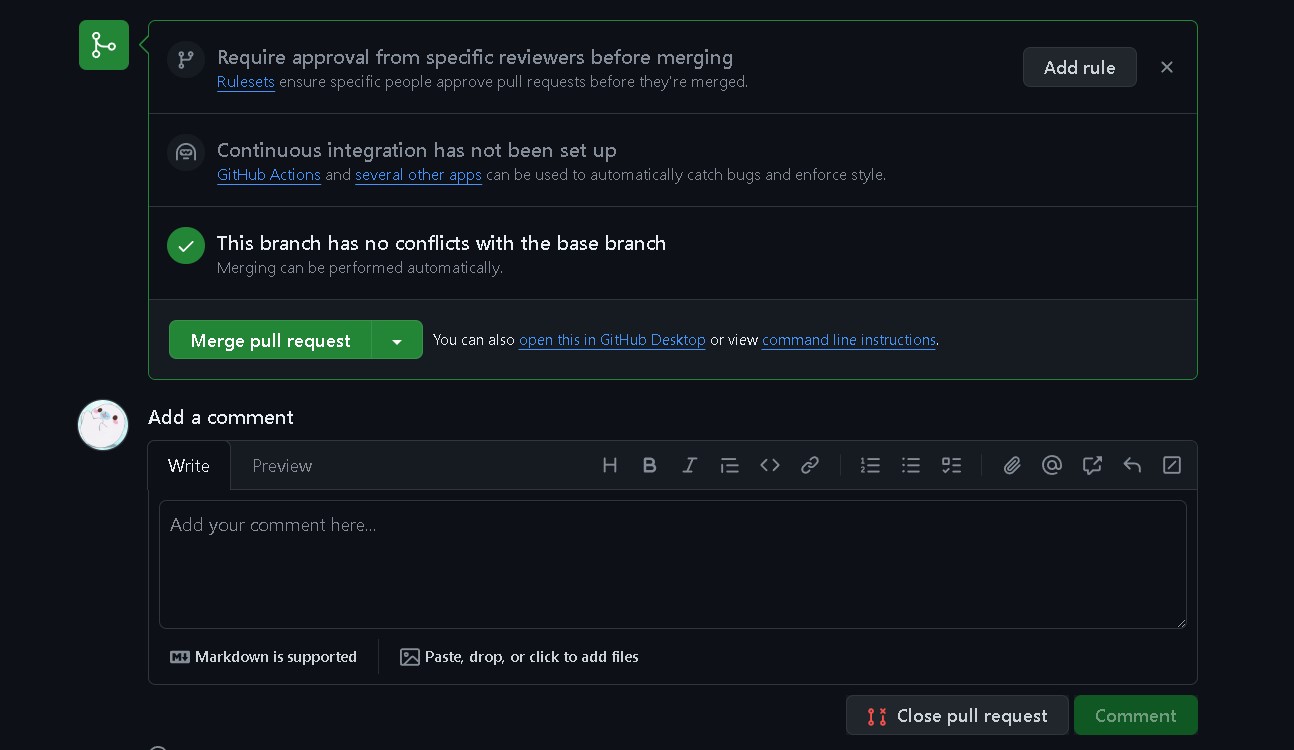 Require approval from specific reviewers before merging
Add rule
Rulesets ensure specific people approve pull requests before they're merged.
Continuous integration has not been set up
GitHub Actions and several other apps can be used to automatically catch bugs and enforce style.
This branch has no conflicts with the base branch
Merging can be performed automatically.
Merge pull request
You can also open this in GitHub Desktop or view command line instructions.
Add a comment
Write
Preview
Add your comment here...
Markdown is supported
Paste, drop, or click to add files
Close pull request
Comment